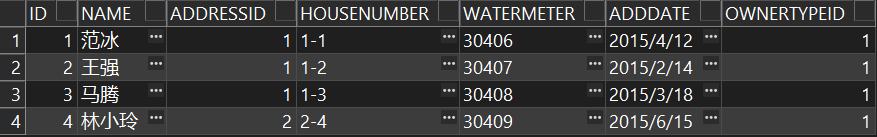 ID NAME ADDRESSID HOUSENUMBER WATERMETER ADDDATE OWNERTYPEID
1 1 范冰 ... 1 1-1 ... 30406 ... 2015/4/12 ... 1
2 2 王强 ... 1 1-2 ... 30407 ... 2015/2/14 ... 1
3 3 马腾 ... 1 1-3 ... 30408 ... 2015/3/18 ... 1
4 4 林小玲 ... 2 2-4 ... 30409 ... 2015/6/15 ... 1